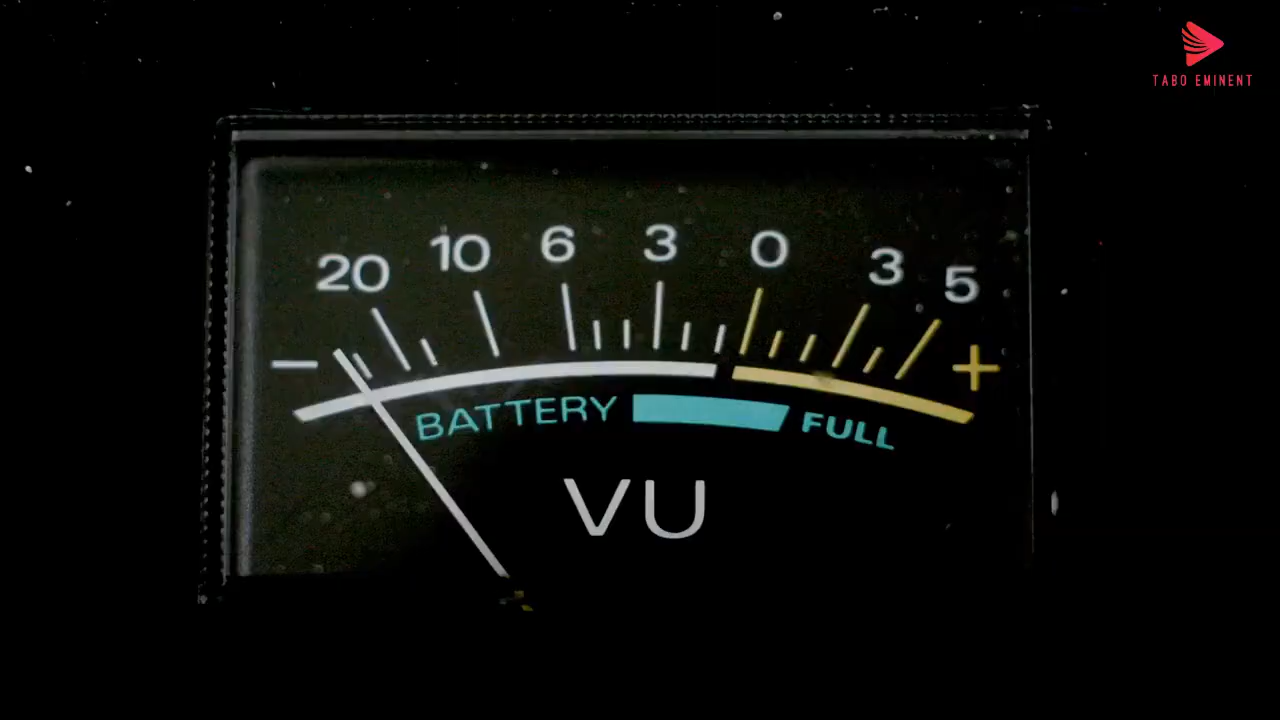 TABO EMINENT
20 10 6 3 0 3 5
− +
BATTERY FULL
VU